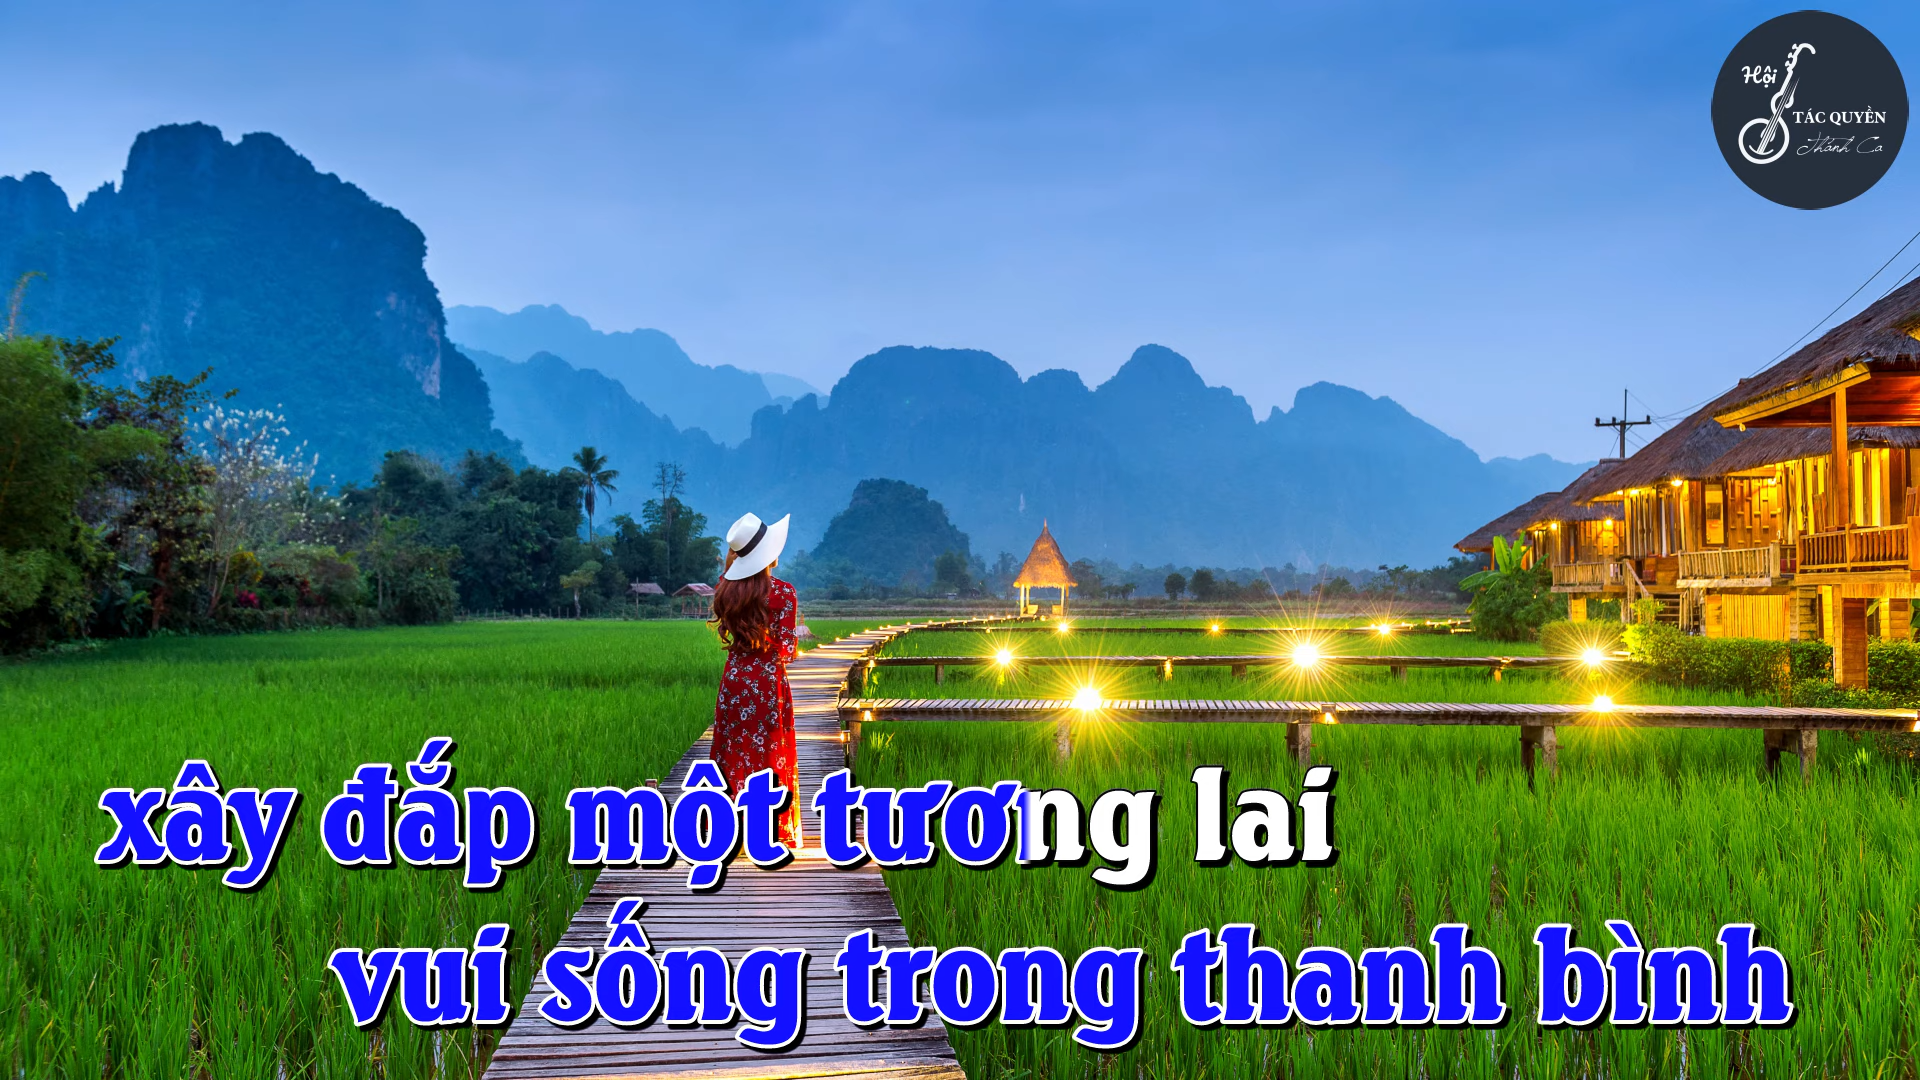 Hội
TÁC QUYỀN
Thánh Ca
xây đắp một tương lai
vui sống trong thanh bình